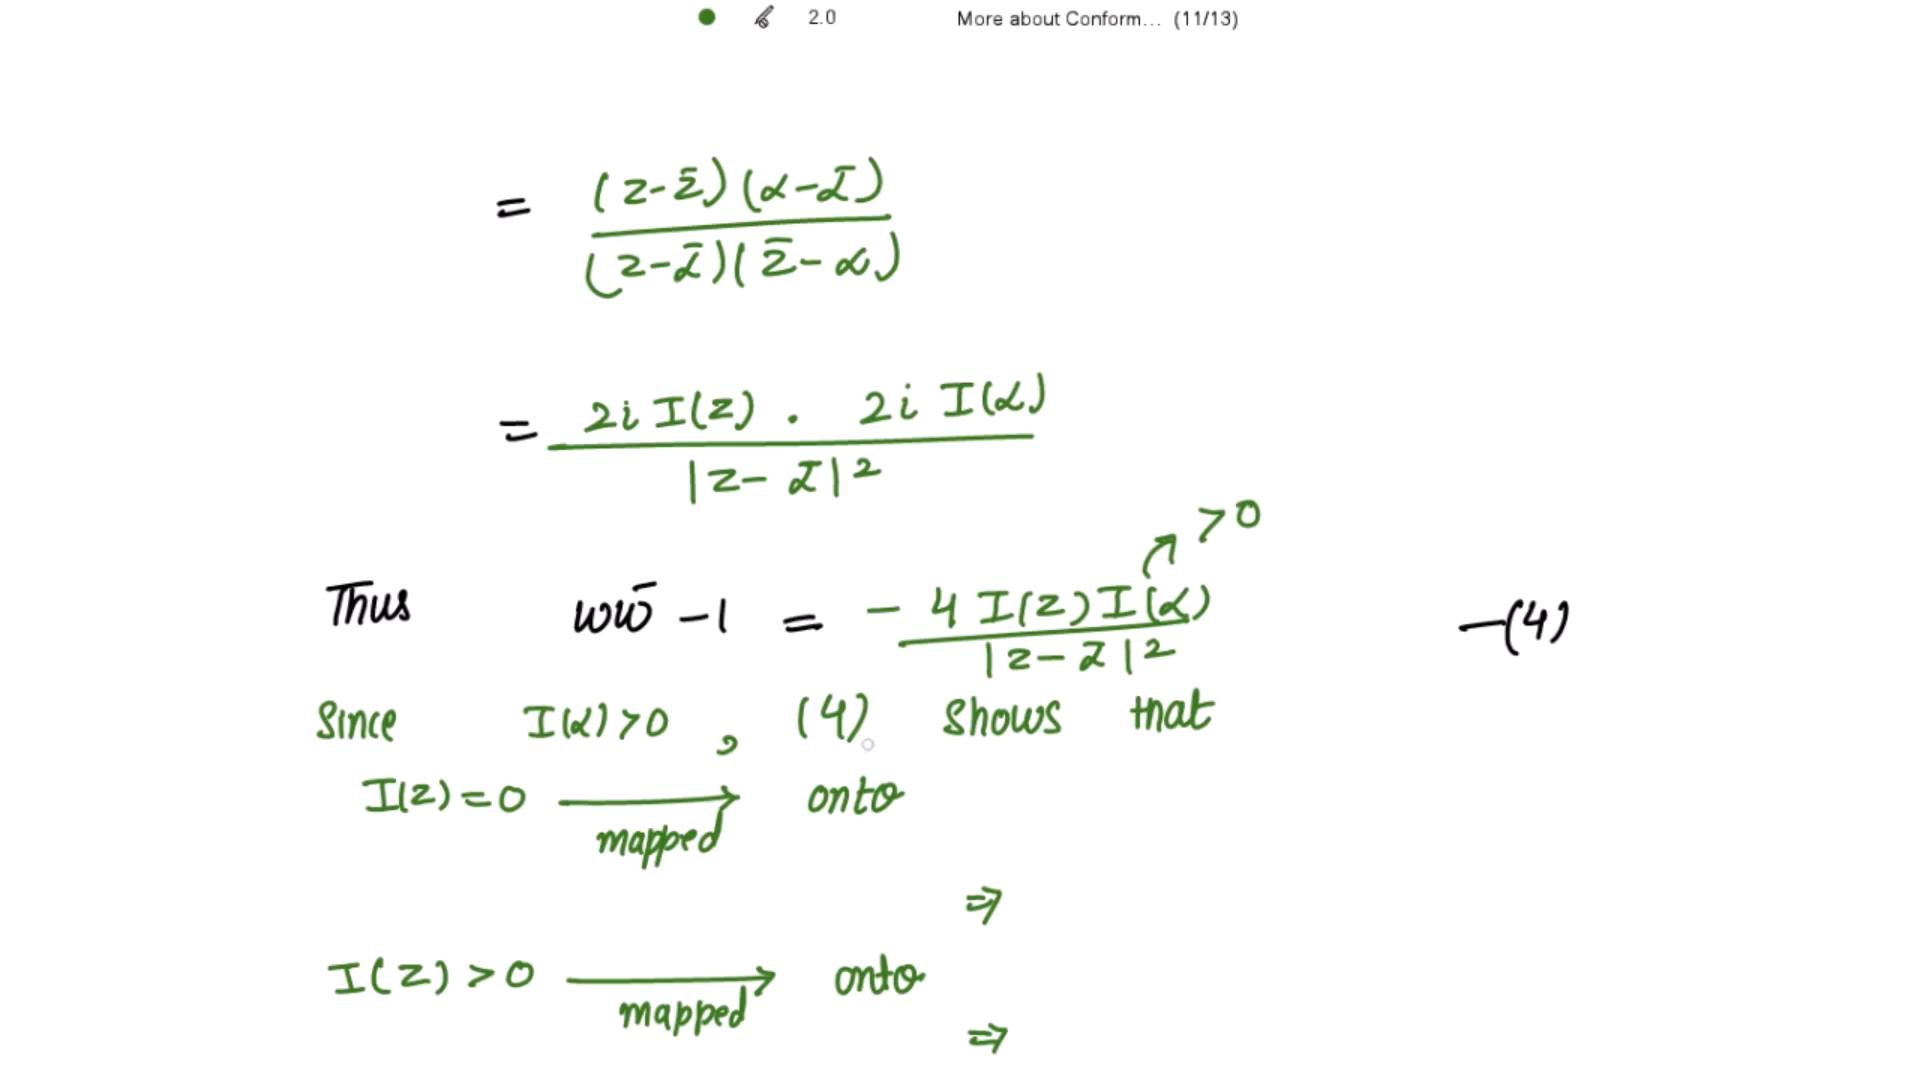 2.0 More about Conform... (11/13)
= (z-z̄)(α-ᾱ)
(z-ᾱ)(z̄-α)
= 2i I(z) . 2i I(α)
|z-ᾱ|²
>0
Thus ww̄ -1 = - 4 I(z) I(α) -(4)
|z-ᾱ|²
Since I(α)>0 , (4) shows that
I(z)=0 → onto
mapped
⇒
I(z)>0 → onto
mapped
⇒